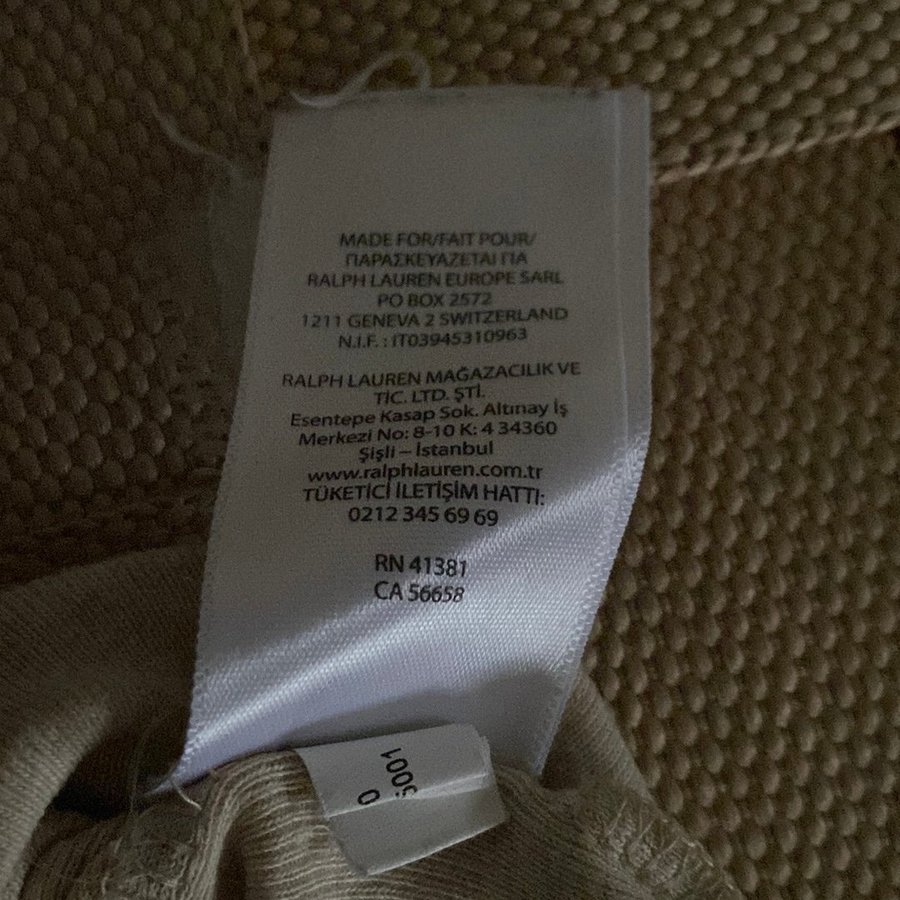 MADE FOR/FAIT POUR/
ΠΑΡΑΣΚΕΥΑΖΕΤΑΙ ΓΙΑ
RALPH LAUREN EUROPE SARL
PO BOX 2572
1211 GENEVA 2 SWITZERLAND
N.I.F. : IT03945310963
RALPH LAUREN MAĞAZACILIK VE
TİC. LTD. ŞTİ.
Esentepe Kasap Sok. Altınay İş
Merkezi No: 8-10 K: 4 34360
Şişli – İstanbul
www.ralphlauren.com.tr
TÜKETİCİ İLETİŞİM HATTI:
0212 345 69 69
RN 41381
CA 56658
0